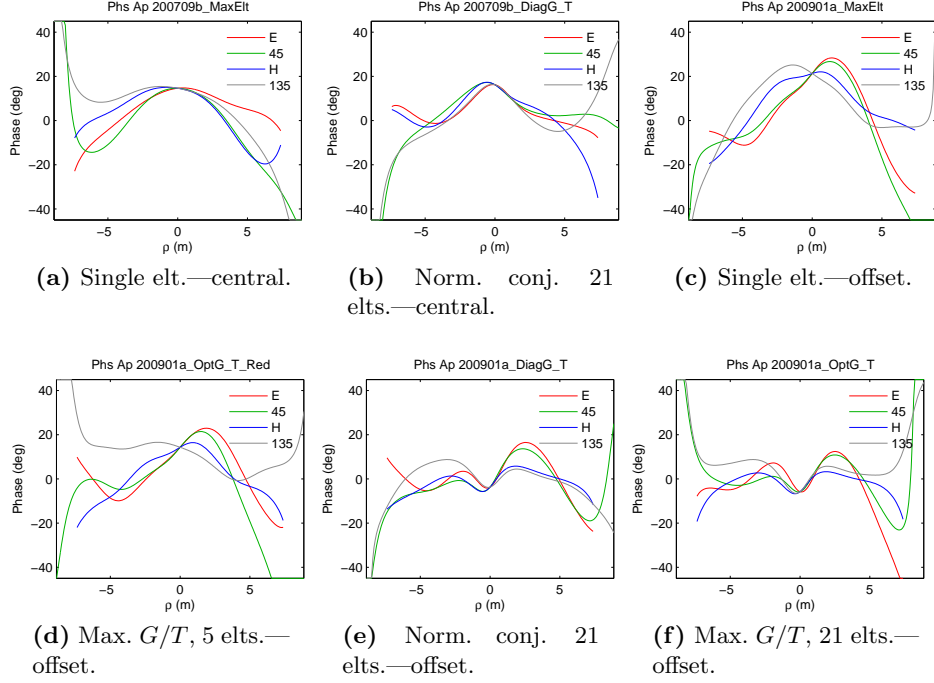 Phs Ap 200709b_MaxElt
Phs Ap 200709b_DiagG_T
Phs Ap 200901a_MaxElt
40
20
0
−20
−40
Phase (deg)
−5
0
5
ρ (m)
E
45
H
135
40
20
0
−20
−40
Phase (deg)
−5
0
5
ρ (m)
E
45
H
135
40
20
0
−20
−40
Phase (deg)
−5
0
5
ρ (m)
E
45
H
135
(a) Single elt.—central.
(b) Norm. conj. 21
elts.—central.
(c) Single elt.—offset.
Phs Ap 200901a_OptG_T_Red
Phs Ap 200901a_DiagG_T
Phs Ap 200901a_OptG_T
40
20
0
−20
−40
Phase (deg)
−5
0
5
ρ (m)
E
45
H
135
40
20
0
−20
−40
Phase (deg)
−5
0
5
ρ (m)
E
45
H
135
40
20
0
−20
−40
Phase (deg)
−5
0
5
ρ (m)
E
45
H
135
(d) Max. G/T, 5 elts.—
offset.
(e) Norm. conj. 21
elts.—offset.
(f) Max. G/T, 21 elts.—
offset.